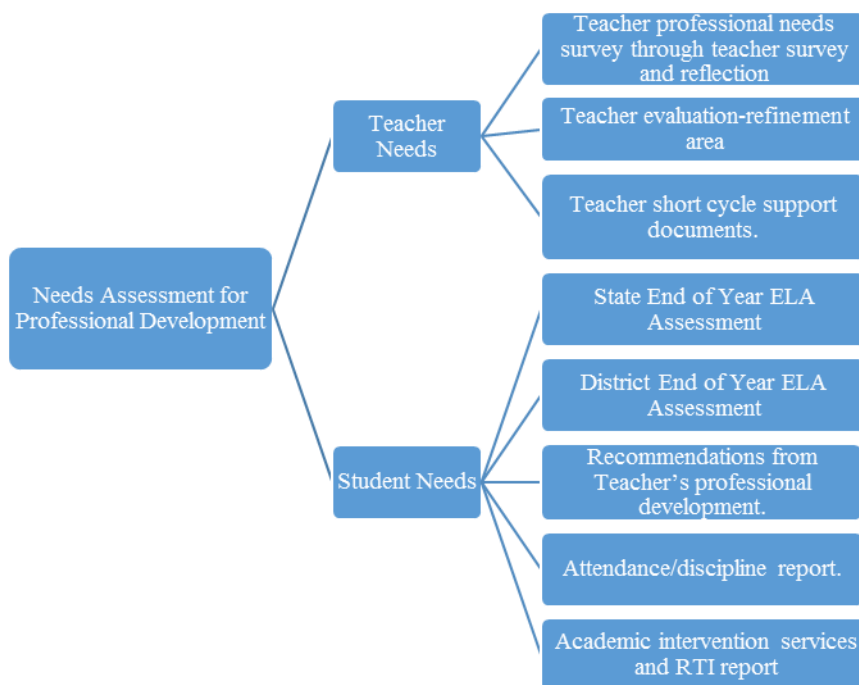 Teacher professional needs
survey through teacher survey
and reflection
Teacher
Needs
Teacher evaluation-refinement
area
Teacher short cycle support
documents.
Needs Assessment for
Professional Development
State End of Year ELA
Assessment
District End of Year ELA
Assessment
Student Needs
Recommendations from
Teacher’s professional
development.
Attendance/discipline report.
Academic intervention services
and RTI report